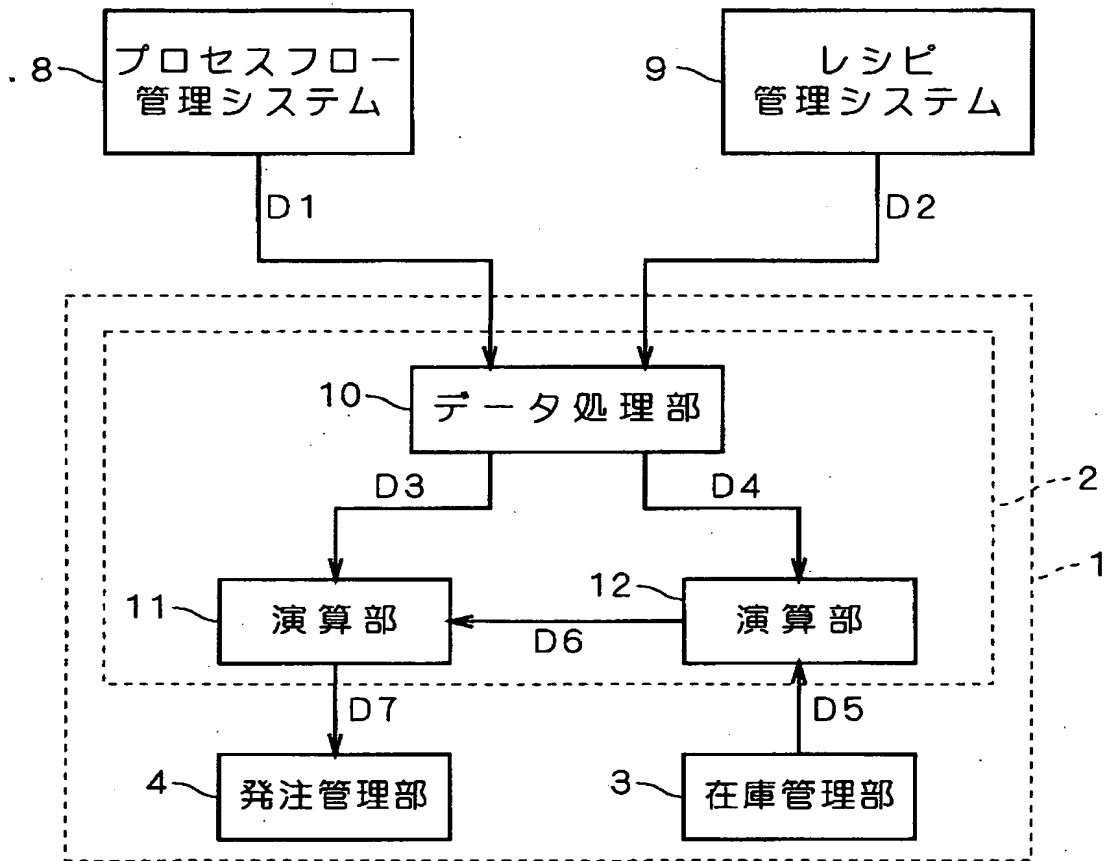 8
プロセスフロー
管理システム
9
レシピ
管理システム
D1
D2
10
データ処理部
D3
D4
2
1
11
演算部
12
演算部
D6
D7
D5
4
発注管理部
3
在庫管理部